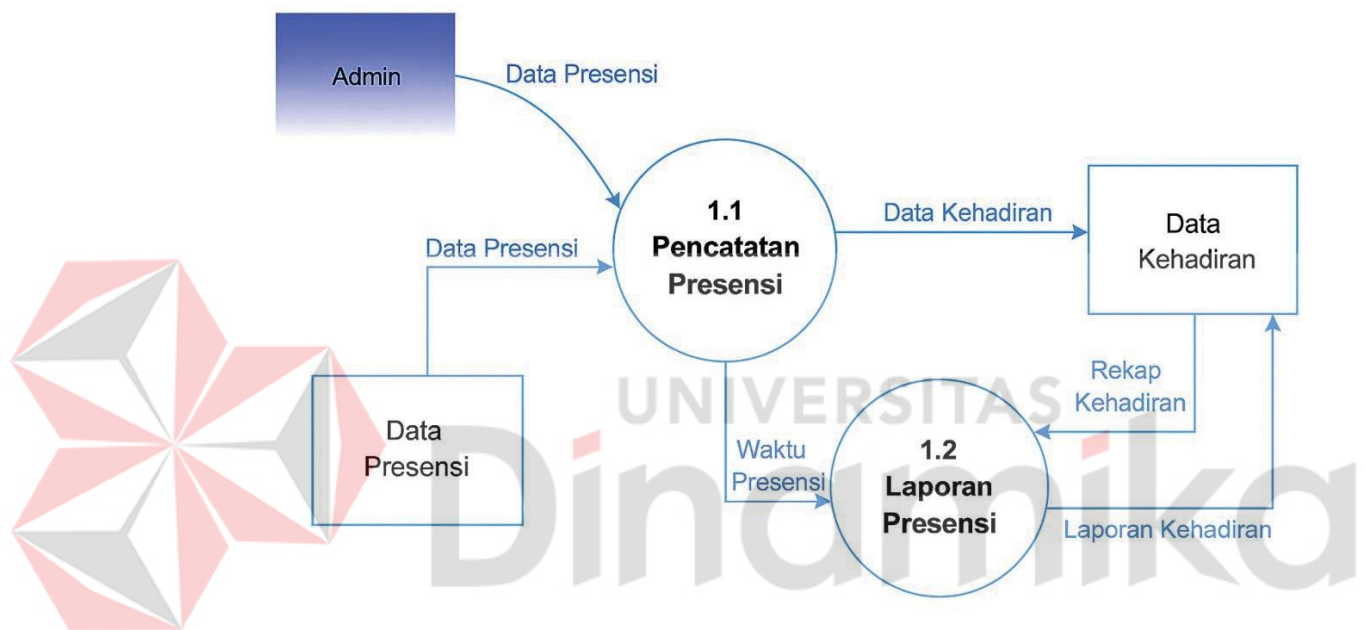 Admin
Data Presensi
1.1
Pencatatan
Presensi
Data Kehadiran
Data
Kehadiran
Data Presensi
Data
Presensi
Waktu
Presensi
Rekap
Kehadiran
1.2
Laporan
Presensi
Laporan Kehadiran
UNIVERSITAS
Dinamika